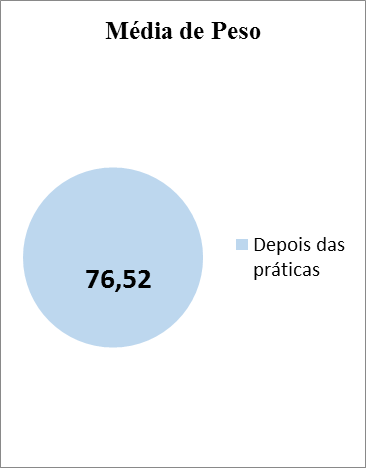 Média de Peso
76,52
Depois das
práticas